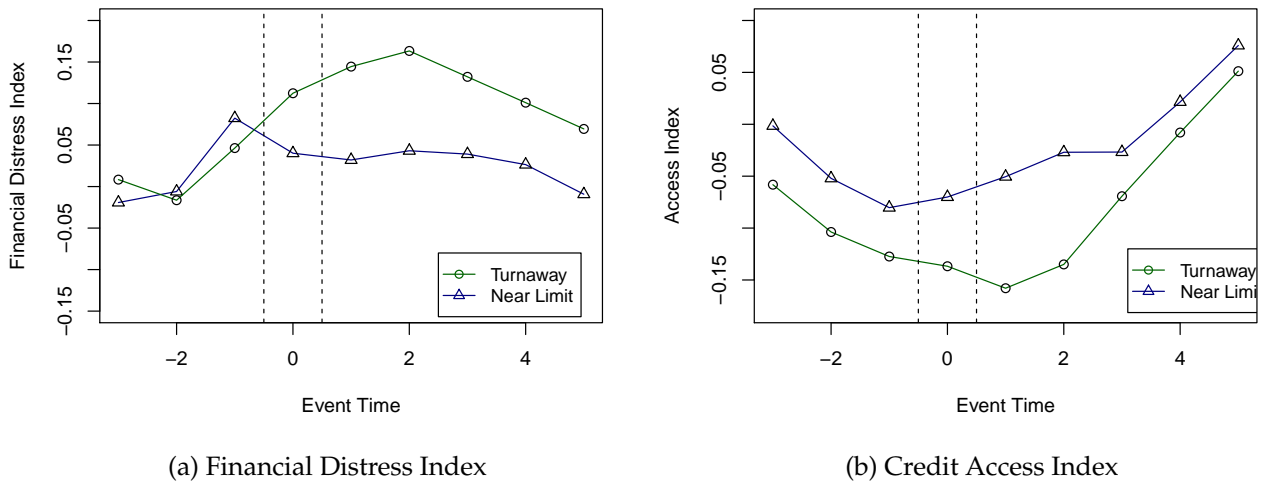 Financial Distress Index
0.15
0.05
−0.05
−0.15
Turnaway
Near Limit
−2
0
2
4
Event Time
(a) Financial Distress Index
Access Index
0.05
−0.05
−0.15
Turnaway
Near Limi
−2
0
2
4
Event Time
(b) Credit Access Index